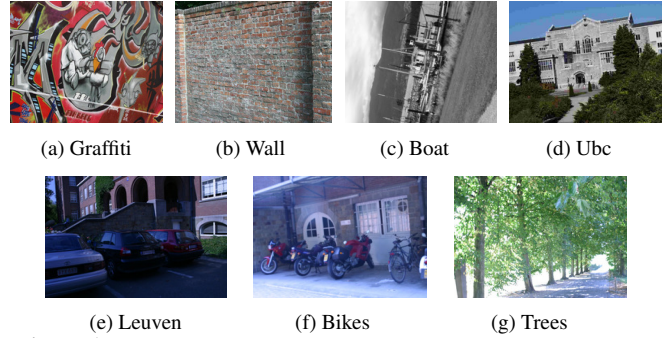 (a) Graffiti
(b) Wall
(c) Boat
(d) Ubc
(e) Leuven
(f) Bikes
(g) Trees